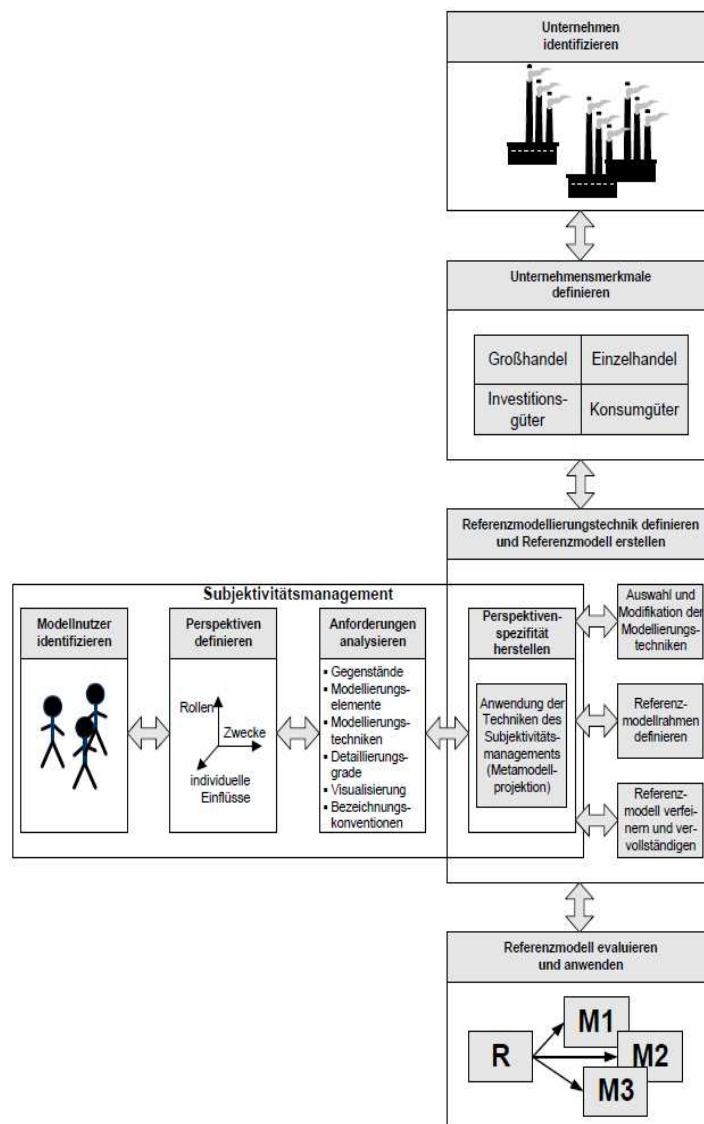 Unternehmen
identifizieren
Unternehmensmerkmale
definieren
Großhandel
Einzelhandel
Investitions-
güter
Konsumgüter
Referenzmodellierungstechnik definieren
und Referenzmodell erstellen
Subjektivitätsmanagement
Modellnutzer
identifizieren
Perspektiven
definieren
Rollen
Zwecke
individuelle
Einflüsse
Anforderungen
analysieren
▪ Gegenstände
▪ Modellierungs-
elemente
▪ Modellierungs-
techniken
▪ Detaillierungs-
grade
▪ Visualisierung
▪ Bezeichnungs-
konventionen
Perspektiven-
spezifität
herstellen
Anwendung der
Techniken des
Subjektivitäts-
managements
(Metamodell-
projektion)
Auswahl und
Modifikation der
Modellierungs-
techniken
Referenz-
modellrahmen
definieren
Referenz-
modell verfei-
nern und ver-
vollständigen
Referenzmodell evaluieren
und anwenden
R
M1
M2
M3